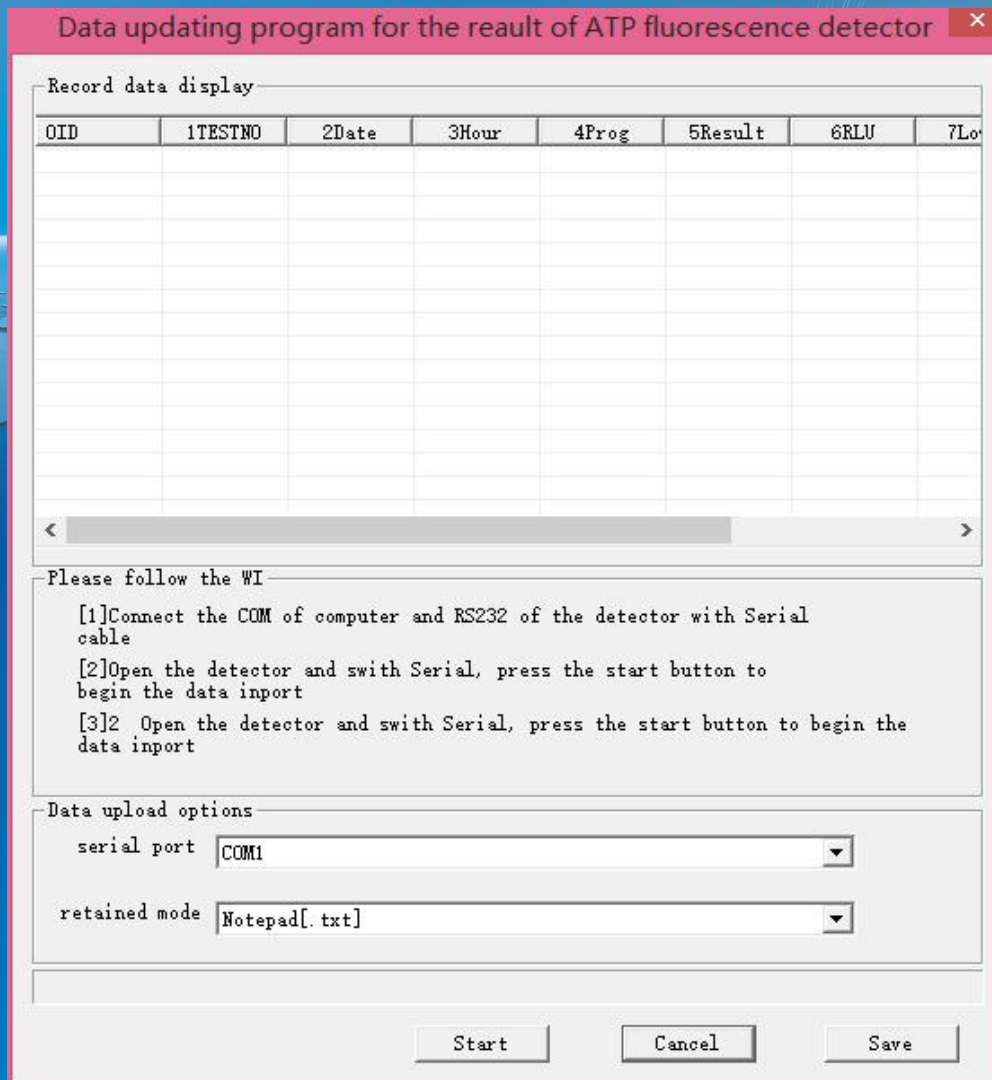 Data updating program for the reault of ATP fluorescence detector
Record data display
OID 1TESTNO 2Date 3Hour 4Prog 5Result 6RLU 7Lo
Please follow the WI
[1]Connect the COM of computer and RS232 of the detector with Serial
cable
[2]Open the detector and swith Serial, press the start button to
begin the data inport
[3]2 Open the detector and swith Serial, press the start button to begin the
data inport
Data upload options
serial port COM1
retained mode Notepad[.txt]
Start Cancel Save